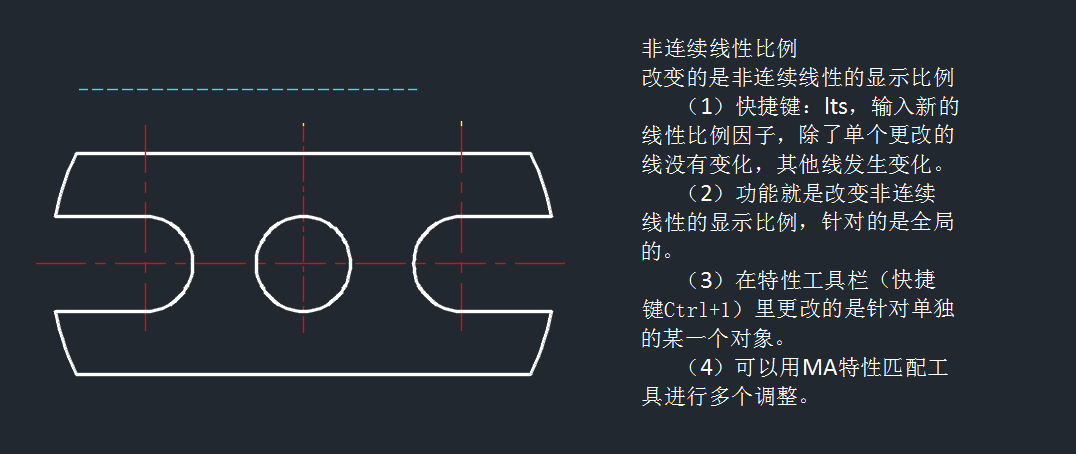 非连续线性比例
改变的是非连续线性的显示比例
（1）快捷键：lts，输入新的
线性比例因子，除了单个更改的
线没有变化，其他线发生变化。
（2）功能就是改变非连续
线性的显示比例，针对的是全局
的。
（3）在特性工具栏（快捷
键Ctrl+1）里更改的是针对单独
的某一个对象。
（4）可以用MA特性匹配工
具进行多个调整。